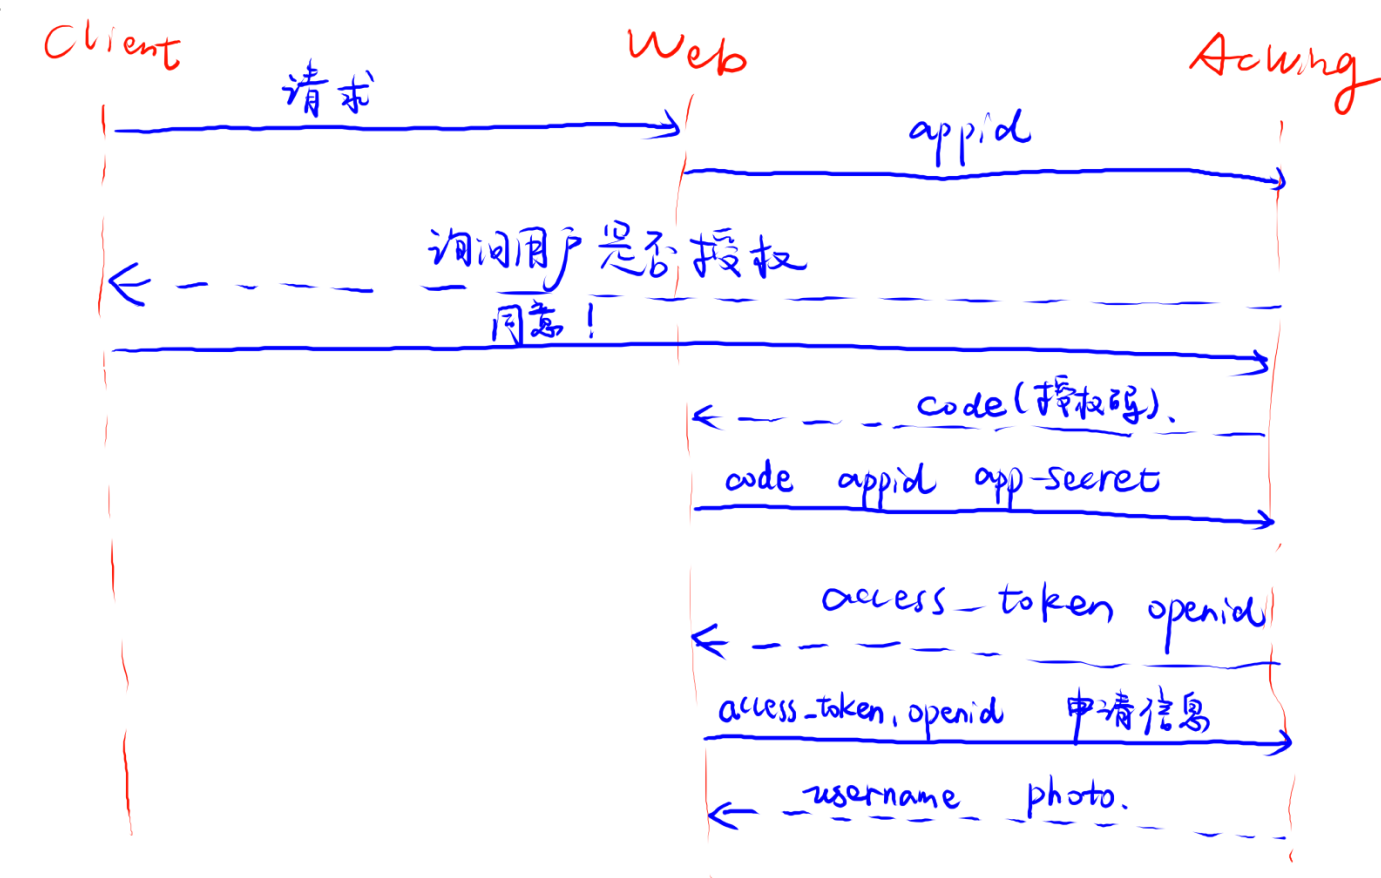 Client Web AcWing
请求
appid
询问用户是否授权
同意！
code(授权码).
code appid app-secret
access_token openid
access_token, openid 申请信息
username photo.